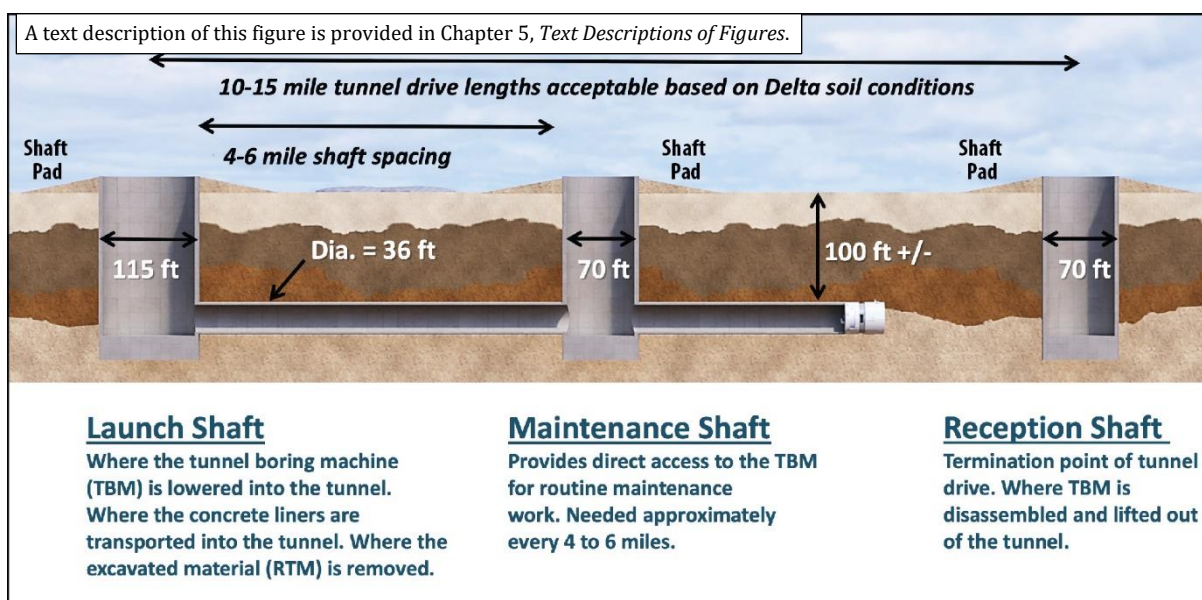 A text description of this figure is provided in Chapter 5, Text Descriptions of Figures.
10-15 mile tunnel drive lengths acceptable based on Delta soil conditions
4-6 mile shaft spacing
Shaft
Pad
Shaft
Pad
Shaft
Pad
115 ft
Dia. = 36 ft
70 ft
100 ft +/-
70 ft
Launch Shaft
Where the tunnel boring machine
(TBM) is lowered into the tunnel.
Where the concrete liners are
transported into the tunnel. Where the
excavated material (RTM) is removed.
Maintenance Shaft
Provides direct access to the TBM
for routine maintenance
work. Needed approximately
every 4 to 6 miles.
Reception Shaft
Termination point of tunnel
drive. Where TBM is
disassembled and lifted out
of the tunnel.